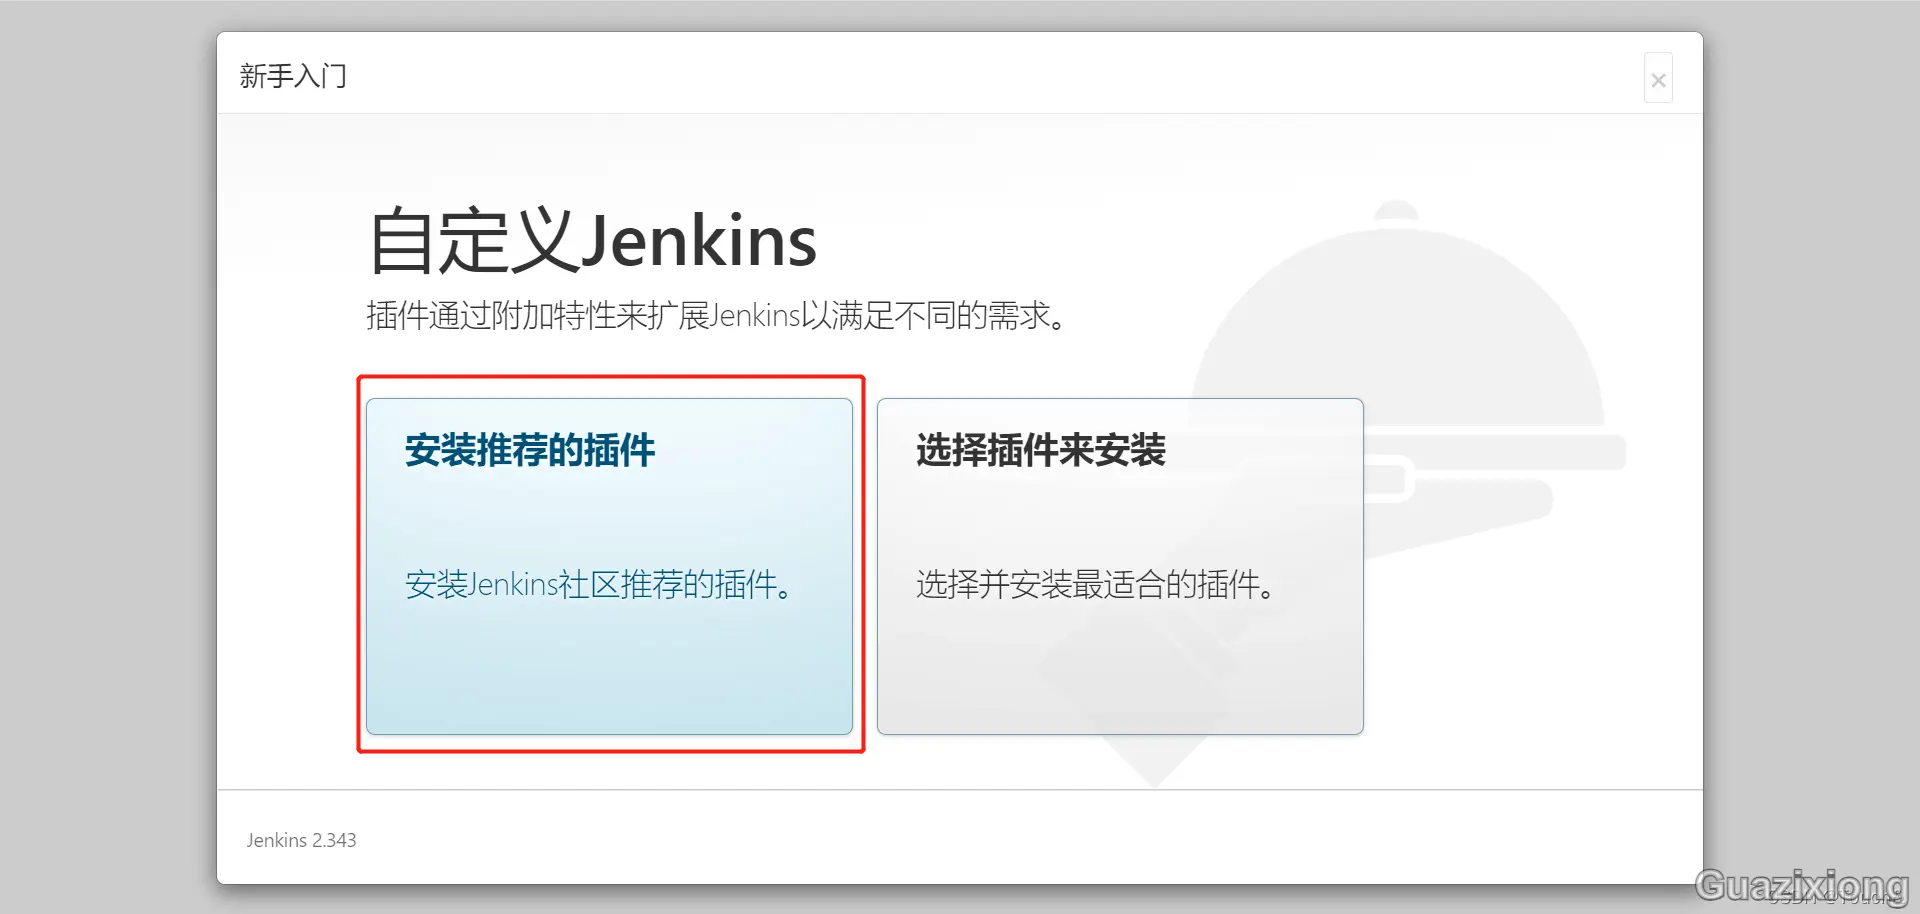 新手入门
×
自定义Jenkins
插件通过附加特性来扩展Jenkins以满足不同的需求。
安装推荐的插件
安装Jenkins社区推荐的插件。
选择插件来安装
选择并安装最适合的插件。
Jenkins 2.343
Guazixiong